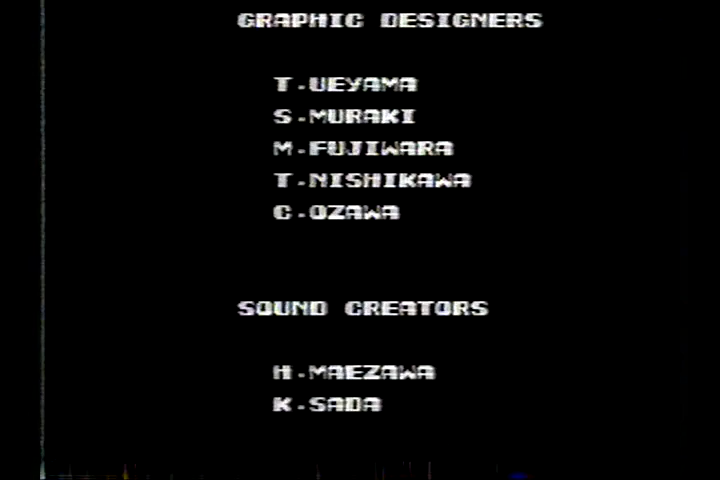 GRAPHIC DESIGNERS
T.UEYAMA
S.MURAKI
M.FUJIWARA
T.NISHIKAWA
C.OZAWA
SOUND CREATORS
H.MAEZAWA
K.SADA